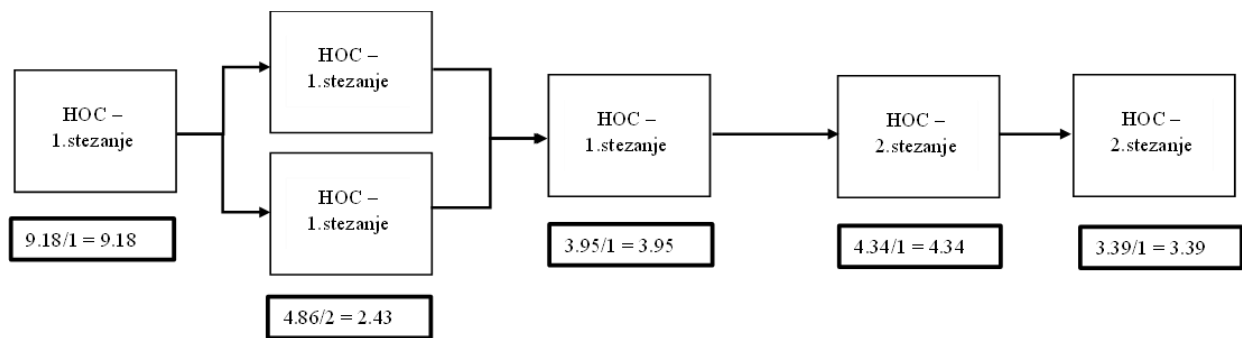 HOC –
1.stezanje
9.18/1 = 9.18
HOC –
1.stezanje
HOC –
1.stezanje
4.86/2 = 2.43
HOC –
1.stezanje
3.95/1 = 3.95
HOC –
2.stezanje
4.34/1 = 4.34
HOC –
2.stezanje
3.39/1 = 3.39